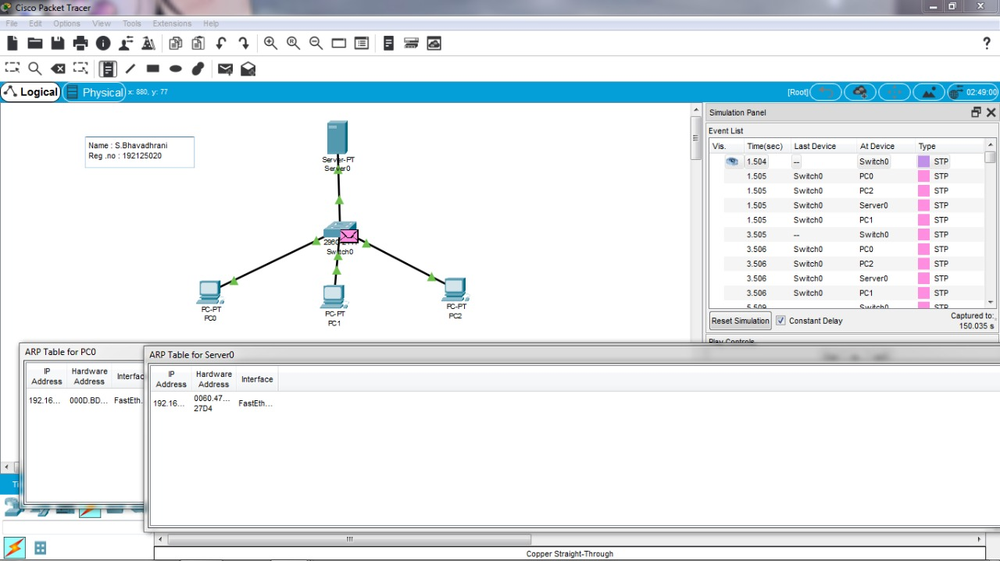 Cisco Packet Tracer
File Edit Options View Tools Extensions Help
Logical Physical x: 880, y: 77 [Root] 02:49:00
Name : S.Bhavadhrani
Reg .no : 192125020
Server-PT
Server0
Switch0
PC-PT
PC0
PC-PT
PC1
PC-PT
PC2
Simulation Panel
Event List
Vis. Time(sec) Last Device At Device Type
1.504 -- Switch0 STP
1.505 Switch0 PC0 STP
1.505 Switch0 PC2 STP
1.505 Switch0 Server0 STP
1.505 Switch0 PC1 STP
3.505 -- Switch0 STP
3.506 Switch0 PC0 STP
3.506 Switch0 PC2 STP
3.506 Switch0 Server0 STP
3.506 Switch0 PC1 STP
5.509 Switch0 STP
Reset Simulation Constant Delay Captured to:
150.035 s
Play Controls
ARP Table for PC0
IP Address Hardware Address Interfac
192.16... 000D.BD... FastEth.
ARP Table for Server0
IP Address Hardware Address Interface
192.16... 0060.47... 27D4 FastEth...
Copper Straight-Through